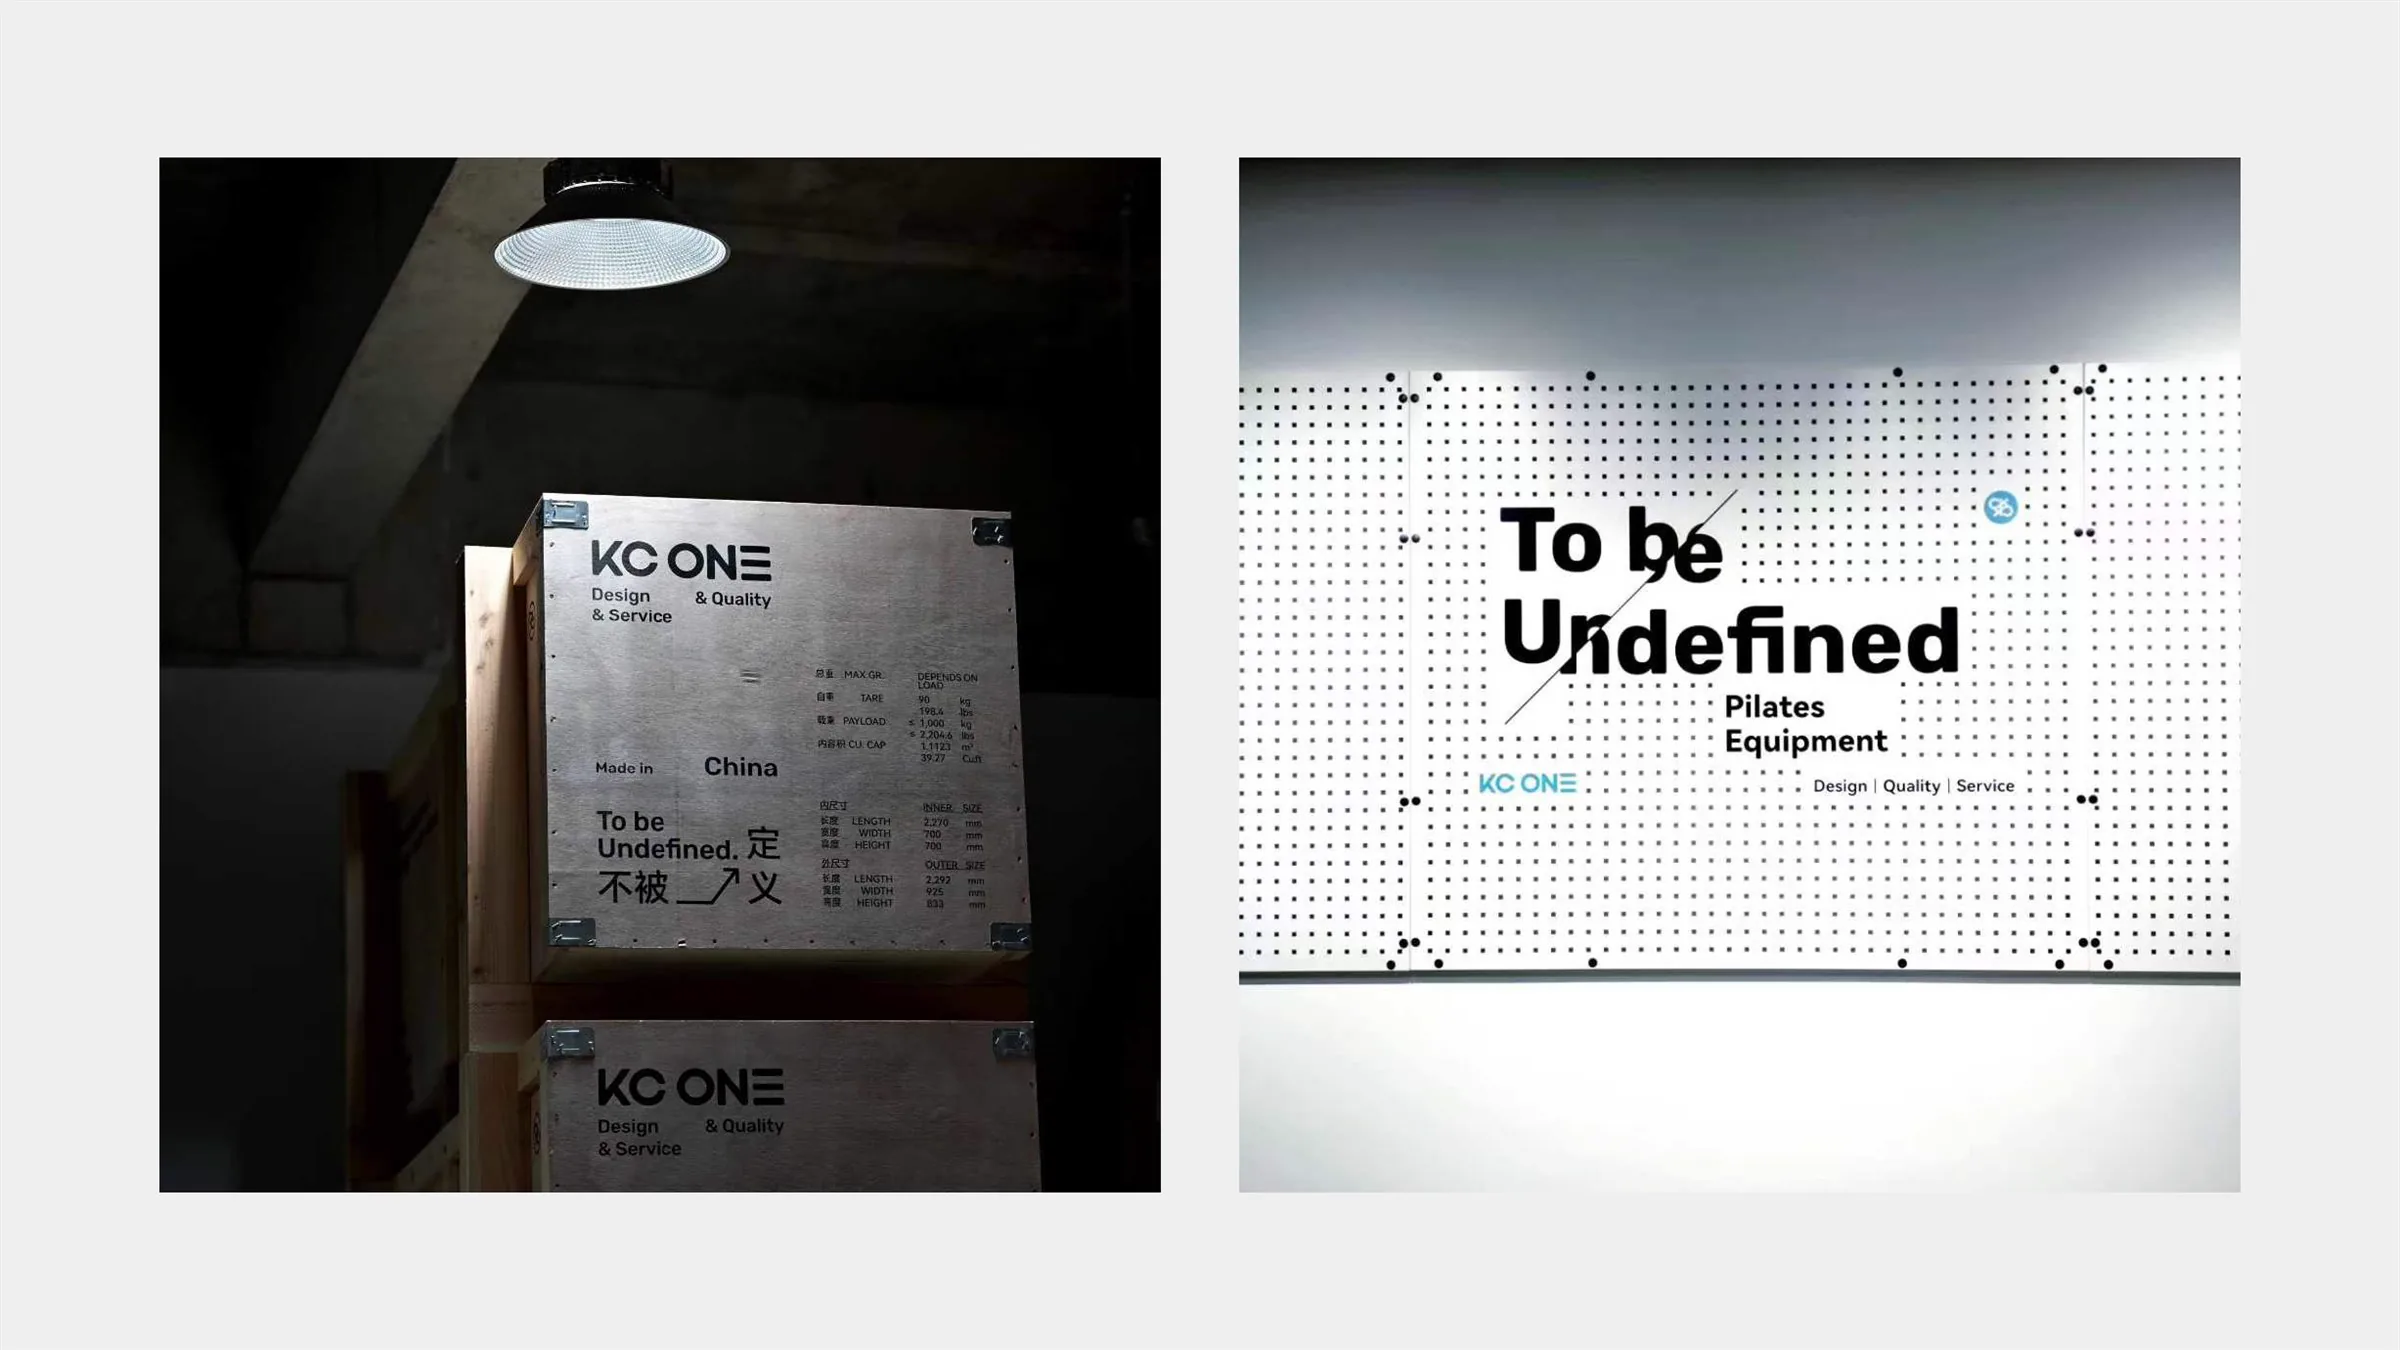 KC ONE
Design & Quality
& Service
总重 MAX GR. DEPENDS ON
LOAD
自重 TARE 90 kg
198.4 lbs
载重 PAYLOAD ≤ 1,000 kg
≤ 2,204.6 lbs
内容积 CU. CAP 1.1123 m³
39.27 Cu.ft
Made in China
To be
Undefined. 定
不被 义
内尺寸 INNER SIZE
长度 LENGTH 2,270 mm
宽度 WIDTH 700 mm
高度 HEIGHT 700 mm
外尺寸 OUTER SIZE
长度 LENGTH 2,292 mm
宽度 WIDTH 925 mm
高度 HEIGHT 833 mm
KC ONE
Design & Quality
& Service
To be
Undefined
Pilates
Equipment
KC ONE
Design | Quality | Service